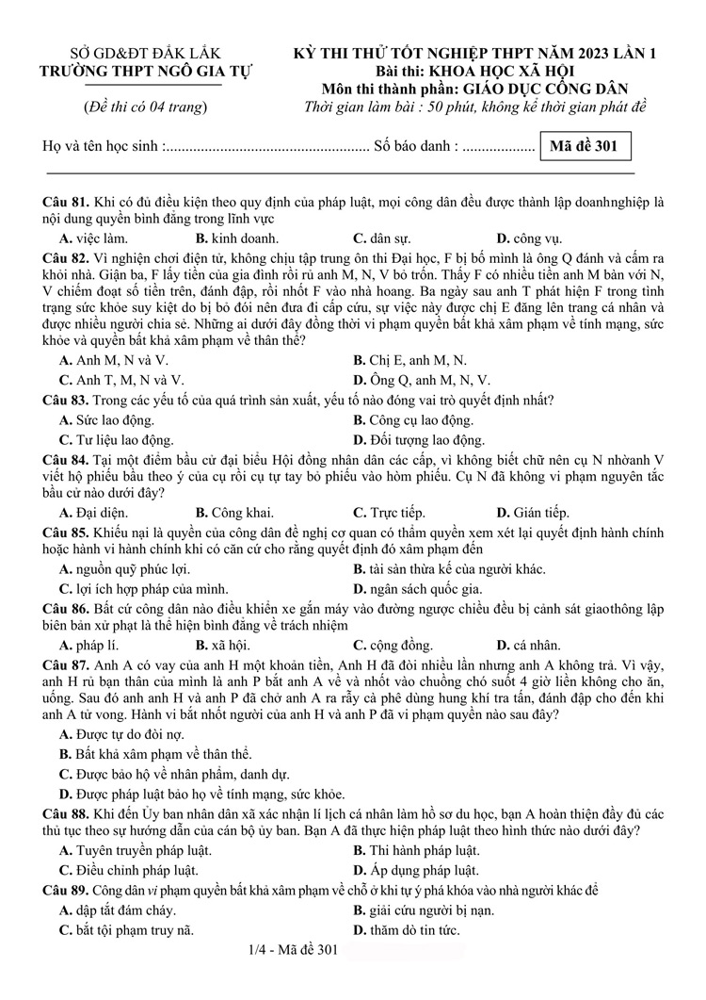 SỞ GD&ĐT ĐẮK LẮK
TRƯỜNG THPT NGÔ GIA TỰ
(Đề thi có 04 trang)
KỲ THI THỬ TỐT NGHIỆP THPT NĂM 2023 LẦN 1
Bài thi: KHOA HỌC XÃ HỘI
Môn thi thành phần: GIÁO DỤC CÔNG DÂN
Thời gian làm bài : 50 phút, không kể thời gian phát đề
Họ và tên học sinh :..................................................... Số báo danh : ................... Mã đề 301
Câu 81. Khi có đủ điều kiện theo quy định của pháp luật, mọi công dân đều được thành lập doanhnghiệp là
nội dung quyền bình đẳng trong lĩnh vực
A. việc làm. B. kinh doanh. C. dân sự. D. công vụ.
Câu 82. Vì nghiện chơi điện tử, không chịu tập trung ôn thi Đại học, F bị bố mình là ông Q đánh và cấm ra
khỏi nhà. Giận ba, F lấy tiền của gia đình rồi rủ anh M, N, V bỏ trốn. Thấy F có nhiều tiền anh M bàn với N,
V chiếm đoạt số tiền trên, đánh đập, rồi nhốt F vào nhà hoang. Ba ngày sau anh T phát hiện F trong tình
trạng sức khỏe suy kiệt do bị bỏ đói nên đưa đi cấp cứu, sự việc này được chị E đăng lên trang cá nhân và
được nhiều người chia sẻ. Những ai dưới đây đồng thời vi phạm quyền bất khả xâm phạm về tính mạng, sức
khỏe và quyền bất khả xâm phạm về thân thể?
A. Anh M, N và V. B. Chị E, anh M, N.
C. Anh T, M, N và V. D. Ông Q, anh M, N, V.
Câu 83. Trong các yếu tố của quá trình sản xuất, yếu tố nào đóng vai trò quyết định nhất?
A. Sức lao động. B. Công cụ lao động.
C. Tư liệu lao động. D. Đối tượng lao động.
Câu 84. Tại một điểm bầu cử đại biểu Hội đồng nhân dân các cấp, vì không biết chữ nên cụ N nhờanh V
viết hộ phiếu bầu theo ý của cụ rồi cụ tự tay bỏ phiếu vào hòm phiếu. Cụ N đã không vi phạm nguyên tắc
bầu cử nào dưới đây?
A. Đại diện. B. Công khai. C. Trực tiếp. D. Gián tiếp.
Câu 85. Khiếu nại là quyền của công dân đề nghị cơ quan có thẩm quyền xem xét lại quyết định hành chính
hoặc hành vi hành chính khi có căn cứ cho rằng quyết định đó xâm phạm đến
A. nguồn quỹ phúc lợi. B. tài sản thừa kế của người khác.
C. lợi ích hợp pháp của mình. D. ngân sách quốc gia.
Câu 86. Bất cứ công dân nào điều khiển xe gắn máy vào đường ngược chiều đều bị cảnh sát giaothông lập
biên bản xử phạt là thể hiện bình đẳng về trách nhiệm
A. pháp lí. B. xã hội. C. cộng đồng. D. cá nhân.
Câu 87. Anh A có vay của anh H một khoản tiền, Anh H đã đòi nhiều lần nhưng anh A không trả. Vì vậy,
anh H rủ bạn thân của mình là anh P bắt anh A về và nhốt vào chuồng chó suốt 4 giờ liền không cho ăn,
uống. Sau đó anh anh H và anh P đã chở anh A ra rẫy cà phê dùng hung khí tra tấn, đánh đập cho đến khi
anh A tử vong. Hành vi bắt nhốt người của anh H và anh P đã vi phạm quyền nào sau đây?
A. Được tự do đòi nợ.
B. Bất khả xâm phạm về thân thể.
C. Được bảo hộ về nhân phẩm, danh dự.
D. Được pháp luật bảo họ về tính mạng, sức khỏe.
Câu 88. Khi đến Ủy ban nhân dân xã xác nhận lí lịch cá nhân làm hồ sơ du học, bạn A hoàn thiện đầy đủ các
thủ tục theo sự hướng dẫn của cán bộ ủy ban. Bạn A đã thực hiện pháp luật theo hình thức nào dưới đây?
A. Tuyên truyền pháp luật. B. Thi hành pháp luật.
C. Điều chỉnh pháp luật. D. Áp dụng pháp luật.
Câu 89. Công dân vi phạm quyền bất khả xâm phạm về chỗ ở khi tự ý phá khóa vào nhà người khác để
A. dập tắt đám cháy. B. giải cứu người bị nạn.
C. bắt tội phạm truy nã. D. thăm dò tin tức.
1/4 - Mã đề 301